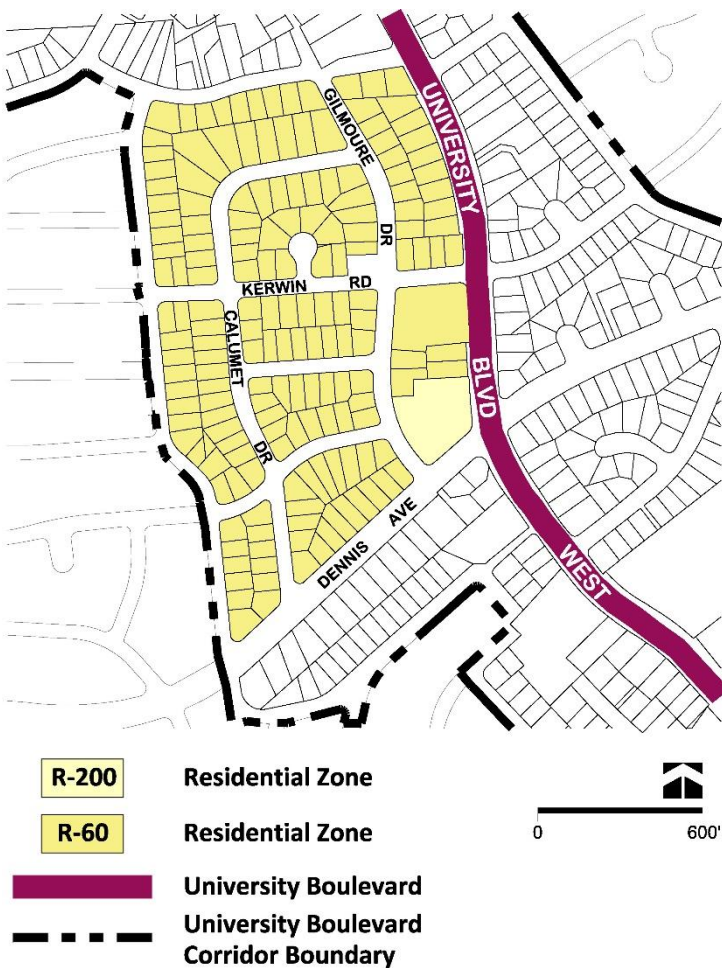 GILMOURE
DR
UNIVERSITY
BLVD
WEST
KERWIN RD
CALUMET
DR
DENNIS AVE
R-200 Residential Zone
R-60 Residential Zone
University Boulevard
University Boulevard
Corridor Boundary
0 600'